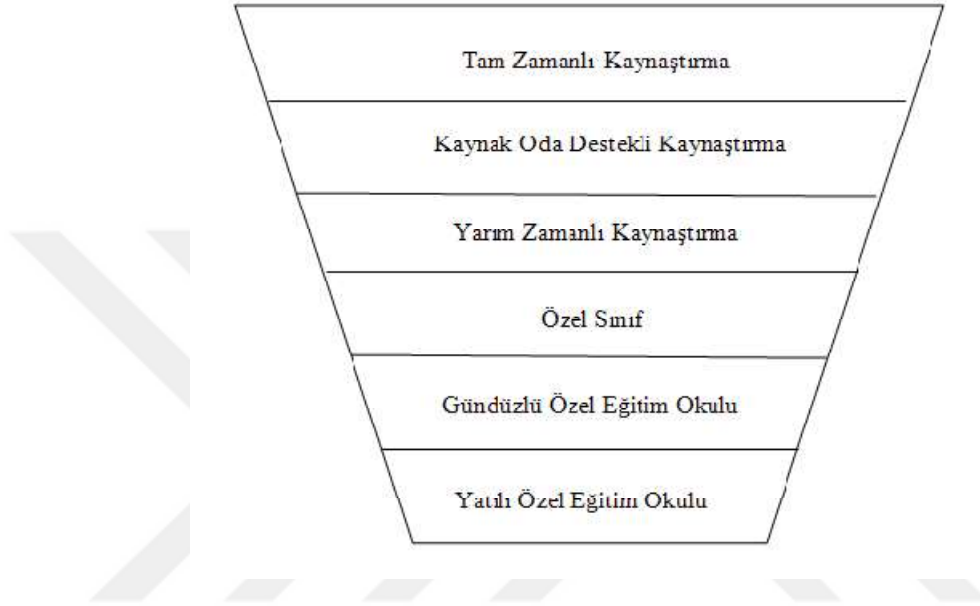 Tam Zamanlı Kaynaştırma
Kaynak Oda Destekli Kaynaştırma
Yarım Zamanlı Kaynaştırma
Özel Sınıf
Gündüzlü Özel Eğitim Okulu
Yatılı Özel Eğitim Okulu